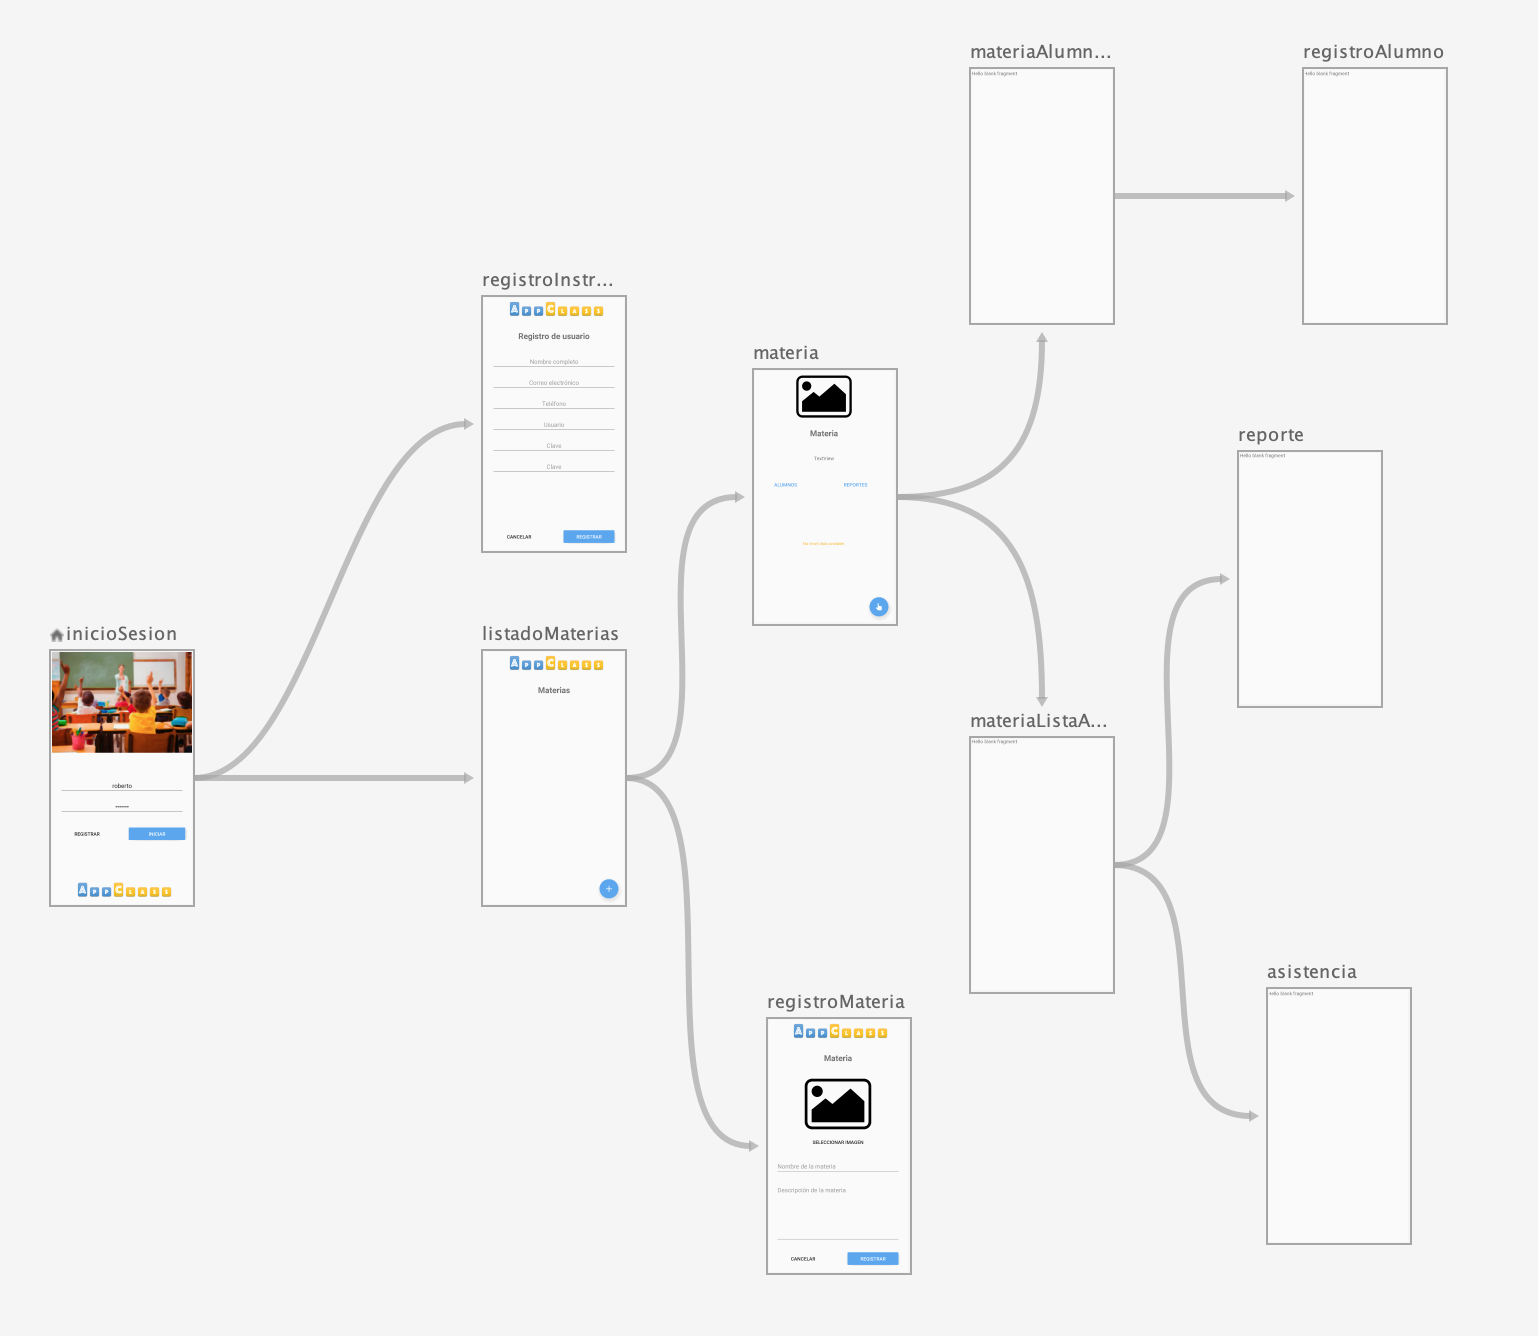 materiaAlumn...
Hello blank fragment
registroAlumno
Hello blank fragment
registroInstr...
APPCLASS
Registro de usuario
Nombre completo
Correo electrónico
Teléfono
Usuario
Clave
Clave
CANCELAR
REGISTRAR
materia
Materia
TextView
ALUMNOS
REPORTES
reporte
Hello blank fragment
inicioSesion
roberto
•••••••
REGISTRAR
INICIAR
APPCLASS
listadoMaterias
APPCLASS
Materias
+
materiaListaA...
Hello blank fragment
asistencia
Hello blank fragment
registroMateria
APPCLASS
Materia
SELECCIONAR IMAGEN
Nombre de la materia
Descripción de la materia
CANCELAR
REGISTRAR